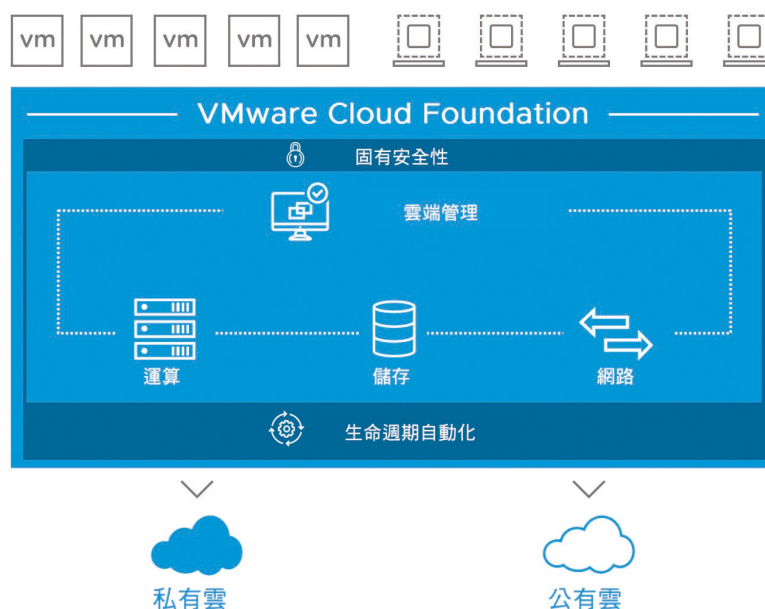 vm vm vm vm vm
VMware Cloud Foundation
固有安全性
雲端管理
運算 儲存 網路
生命週期自動化
私有雲 公有雲